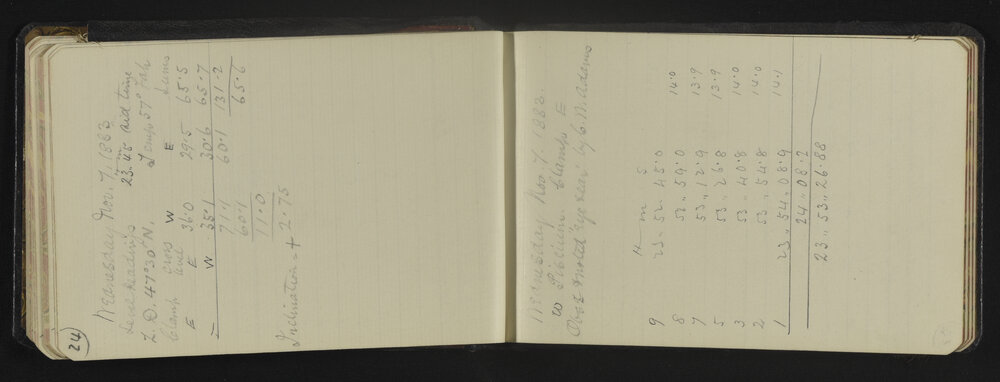 24
Wednesday Nov. 7, 1883
Level Readings 23.48 sid time
Z.D. 47°30' N. Temp 57° Fah
Clamp Cross level W E Sums
E E 36.0 29.5 65.5
W 35.1 30.6 65.7
71.1 60.1 131.2
60.1 65.6
11.0
Inclination = + 2.75
Wednesday Nov. 7. 1883.
W Piscium. Clamp E
Obs & noted eye & ear by C. N. Adams
H m s
9 23 .. 52 . 45.0
8 52 .. 59.0 14.0
7 53 .. 12.9 13.9
5 53 .. 26.8 13.9
3 53 .. 40.8 14.0
2 53 .. 54.8 14.0
1 23 .. 54 .. 08.9 14.1
24 .. 08.2
23 .. 53 .. 26.88